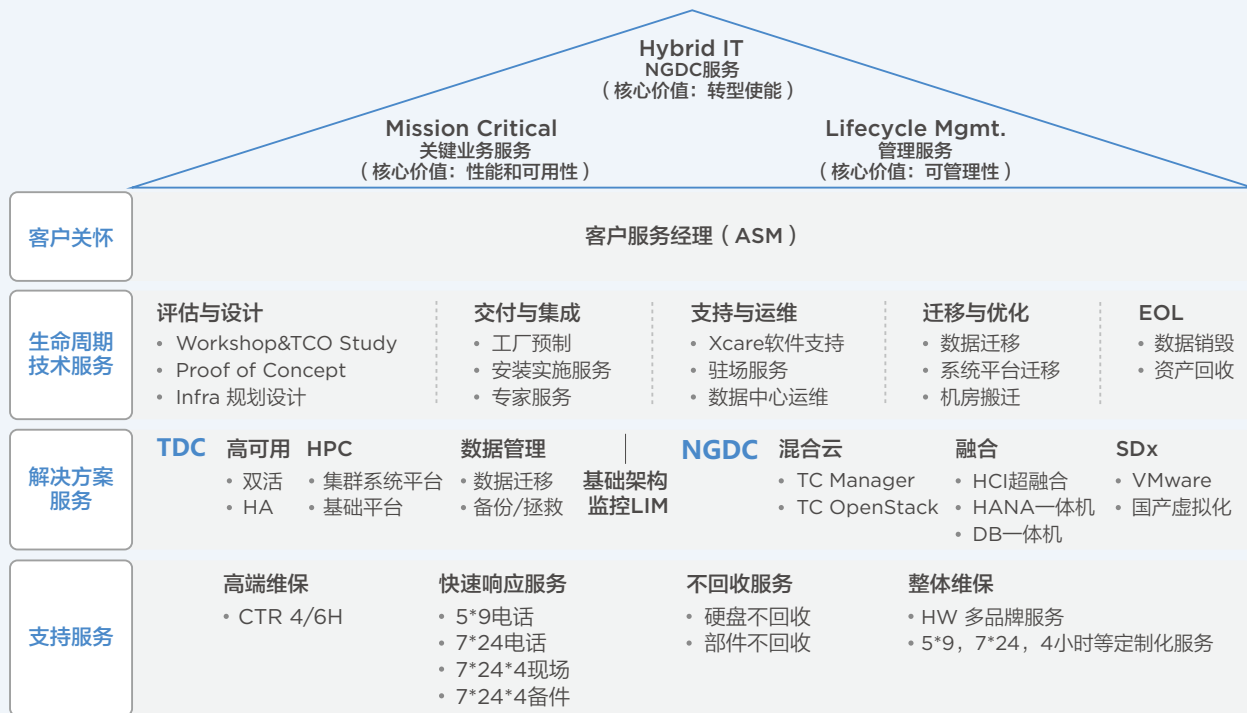 Hybrid IT
NGDC服务
（核心价值：转型使能）
Mission Critical
关键业务服务
（核心价值：性能和可用性）
Lifecycle Mgmt.
管理服务
（核心价值：可管理性）
客户关怀
客户服务经理（ASM）
生命周期
技术服务
评估与设计
• Workshop&TCO Study
• Proof of Concept
• Infra 规划设计
交付与集成
• 工厂预制
• 安装实施服务
• 专家服务
支持与运维
• Xcare软件支持
• 驻场服务
• 数据中心运维
迁移与优化
• 数据迁移
• 系统平台迁移
• 机房搬迁
EOL
• 数据销毁
• 资产回收
解决方案
服务
TDC
高可用
• 双活
• HA
HPC
• 集群系统平台
• 基础平台
数据管理
• 数据迁移
• 备份/拯救
基础架构
监控LIM
NGDC
混合云
• TC Manager
• TC OpenStack
融合
• HCI超融合
• HANA一体机
• DB一体机
SDx
• VMware
• 国产虚拟化
支持服务
高端维保
• CTR 4/6H
快速响应服务
• 5*9电话
• 7*24电话
• 7*24*4现场
• 7*24*4备件
不回收服务
• 硬盘不回收
• 部件不回收
整体维保
• HW 多品牌服务
• 5*9，7*24，4小时等定制化服务